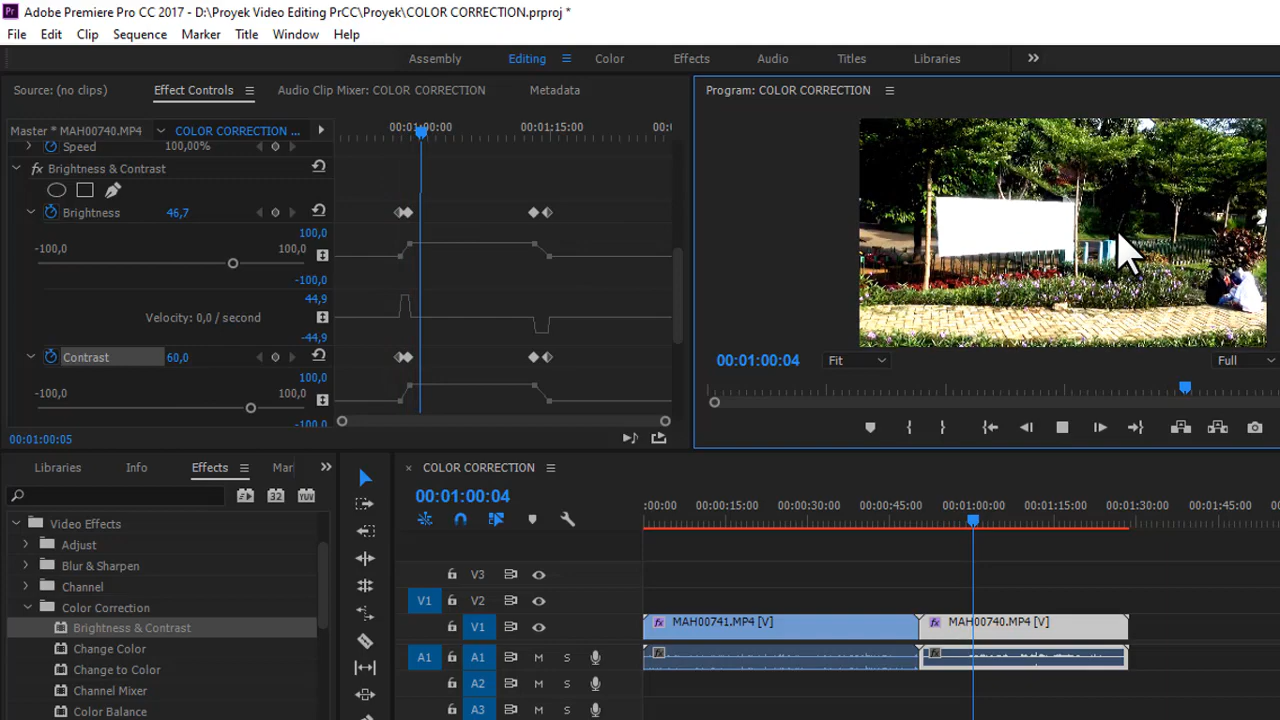 Adobe Premiere Pro CC 2017 - D:\Proyek Video Editing PrCC\Proyek\COLOR CORRECTION.prproj *
File Edit Clip Sequence Marker Title Window Help
Assembly Editing Color Effects Audio Titles Libraries
Source: (no clips) Effect Controls Audio Clip Mixer: COLOR CORRECTION Metadata
Program: COLOR CORRECTION
Master * MAH00740.MP4 COLOR CORRECTION ...
00:01:00:00 00:01:15:00 00:0
Speed 100,00%
fx Brightness & Contrast
Brightness 46,7
100,0
-100,0 100,0
-100,0
44,9
Velocity: 0,0 / second
-44,9
Contrast 60,0
100,0
-100,0 100,0
-100,0
00:01:00:05
00:01:00:04 Fit Full
Libraries Info Effects Mar
32 YUV
Video Effects
Adjust
Blur & Sharpen
Channel
Color Correction
Brightness & Contrast
Change Color
Change to Color
Channel Mixer
Color Balance
COLOR CORRECTION
00:01:00:04
:00:00 00:00:15:00 00:00:30:00 00:00:45:00 00:01:00:00 00:01:15:00 00:01:30:00 00:01:45:00 00
V3
V1 V2
V1 fx MAH00741.MP4 [V] fx MAH00740.MP4 [V]
A1 A1 M S
A2 M S
A3 M S